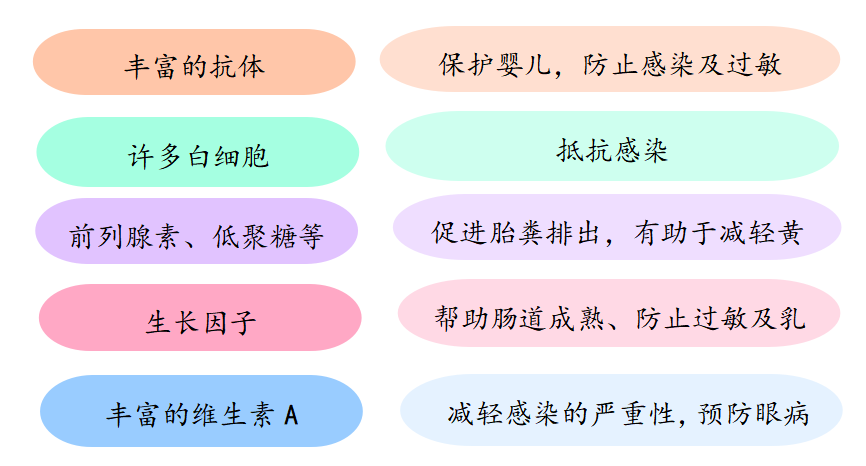 丰富的抗体
保护婴儿，防止感染及过敏
许多白细胞
抵抗感染
前列腺素、低聚糖等
促进胎粪排出，有助于减轻黄
生长因子
帮助肠道成熟、防止过敏及乳
丰富的维生素 A
减轻感染的严重性，预防眼病